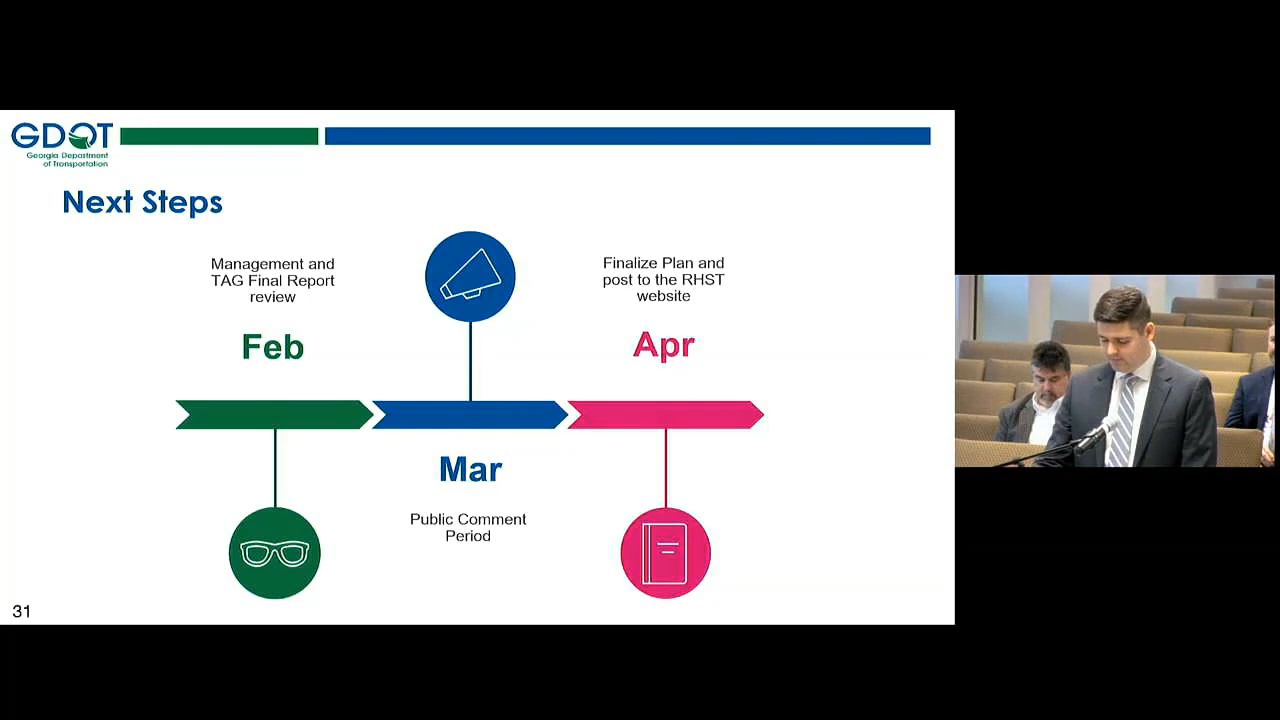 GDOT
Georgia Department
of Transportation
Next Steps
Management and
TAG Final Report
review
Feb
Mar
Public Comment
Period
Finalize Plan and
post to the RHST
website
Apr
31